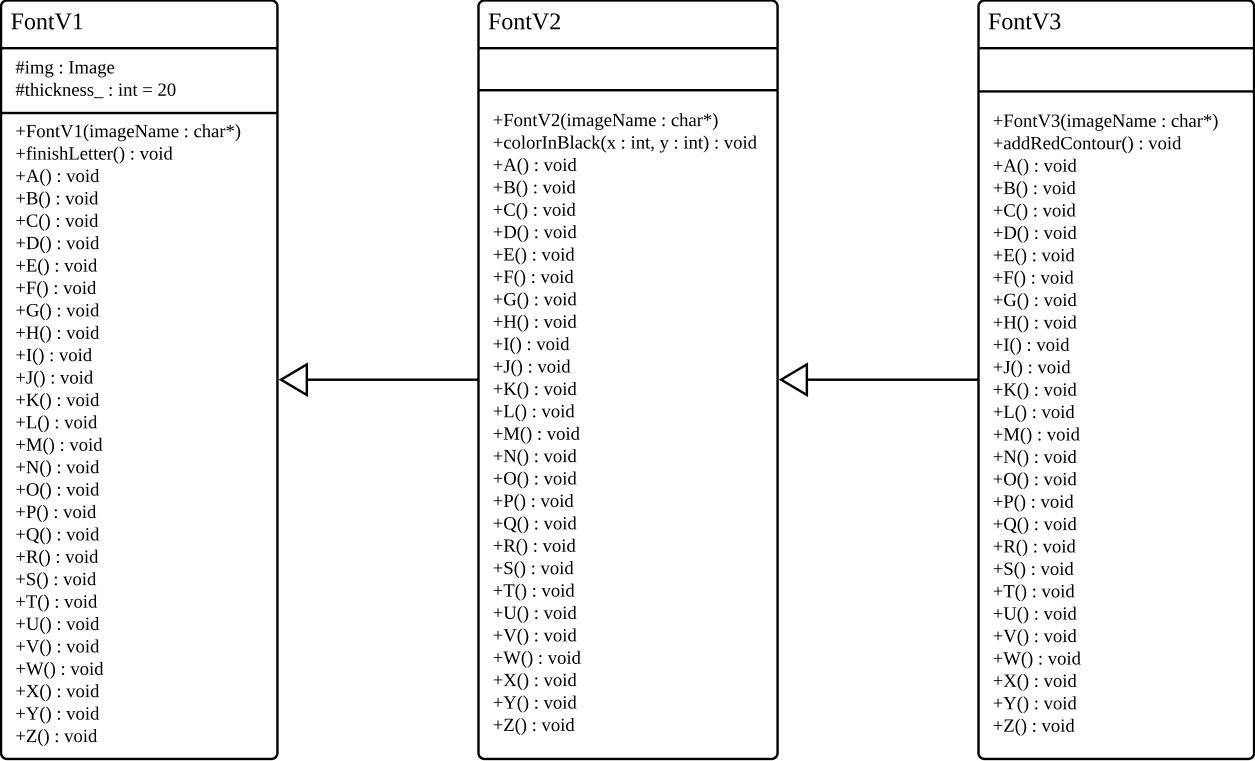 FontV1
#img : Image
#thickness_ : int = 20
+FontV1(imageName : char*)
+finishLetter() : void
+A() : void
+B() : void
+C() : void
+D() : void
+E() : void
+F() : void
+G() : void
+H() : void
+I() : void
+J() : void
+K() : void
+L() : void
+M() : void
+N() : void
+O() : void
+P() : void
+Q() : void
+R() : void
+S() : void
+T() : void
+U() : void
+V() : void
+W() : void
+X() : void
+Y() : void
+Z() : void
FontV2
+FontV2(imageName : char*)
+colorInBlack(x : int, y : int) : void
+A() : void
+B() : void
+C() : void
+D() : void
+E() : void
+F() : void
+G() : void
+H() : void
+I() : void
+J() : void
+K() : void
+L() : void
+M() : void
+N() : void
+O() : void
+P() : void
+Q() : void
+R() : void
+S() : void
+T() : void
+U() : void
+V() : void
+W() : void
+X() : void
+Y() : void
+Z() : void
FontV3
+FontV3(imageName : char*)
+addRedContour() : void
+A() : void
+B() : void
+C() : void
+D() : void
+E() : void
+F() : void
+G() : void
+H() : void
+I() : void
+J() : void
+K() : void
+L() : void
+M() : void
+N() : void
+O() : void
+P() : void
+Q() : void
+R() : void
+S() : void
+T() : void
+U() : void
+V() : void
+W() : void
+X() : void
+Y() : void
+Z() : void